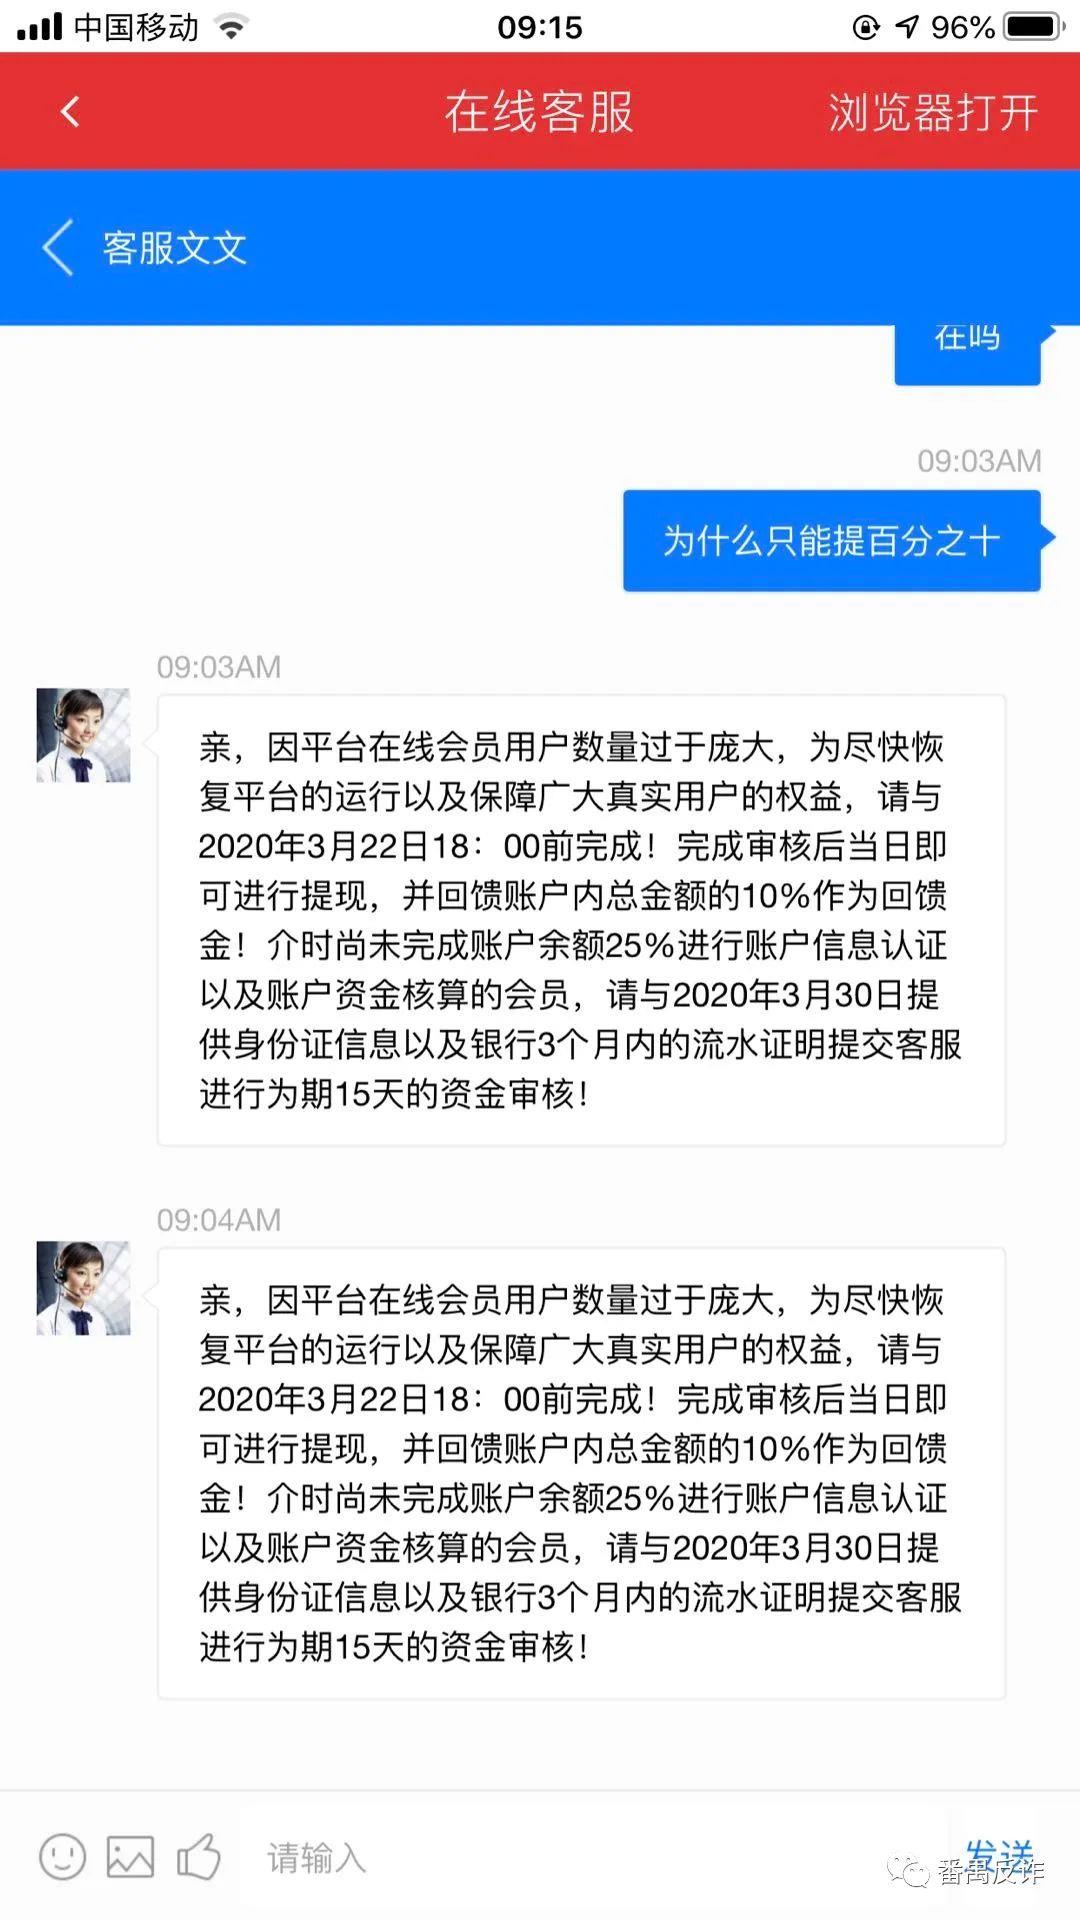 中国移动
09:15
96%
在线客服
浏览器打开
客服文文
在吗
09:03AM
为什么只能提百分之十
09:03AM
亲，因平台在线会员用户数量过于庞大，为尽快恢
复平台的运行以及保障广大真实用户的权益，请与
2020年3月22日18：00前完成！完成审核后当日即
可进行提现，并回馈账户内总金额的10%作为回馈
金！介时尚未完成账户余额25%进行账户信息认证
以及账户资金核算的会员，请与2020年3月30日提
供身份证信息以及银行3个月内的流水证明提交客服
进行为期15天的资金审核！
09:04AM
亲，因平台在线会员用户数量过于庞大，为尽快恢
复平台的运行以及保障广大真实用户的权益，请与
2020年3月22日18：00前完成！完成审核后当日即
可进行提现，并回馈账户内总金额的10%作为回馈
金！介时尚未完成账户余额25%进行账户信息认证
以及账户资金核算的会员，请与2020年3月30日提
供身份证信息以及银行3个月内的流水证明提交客服
进行为期15天的资金审核！
请输入
发送
番禺反诈